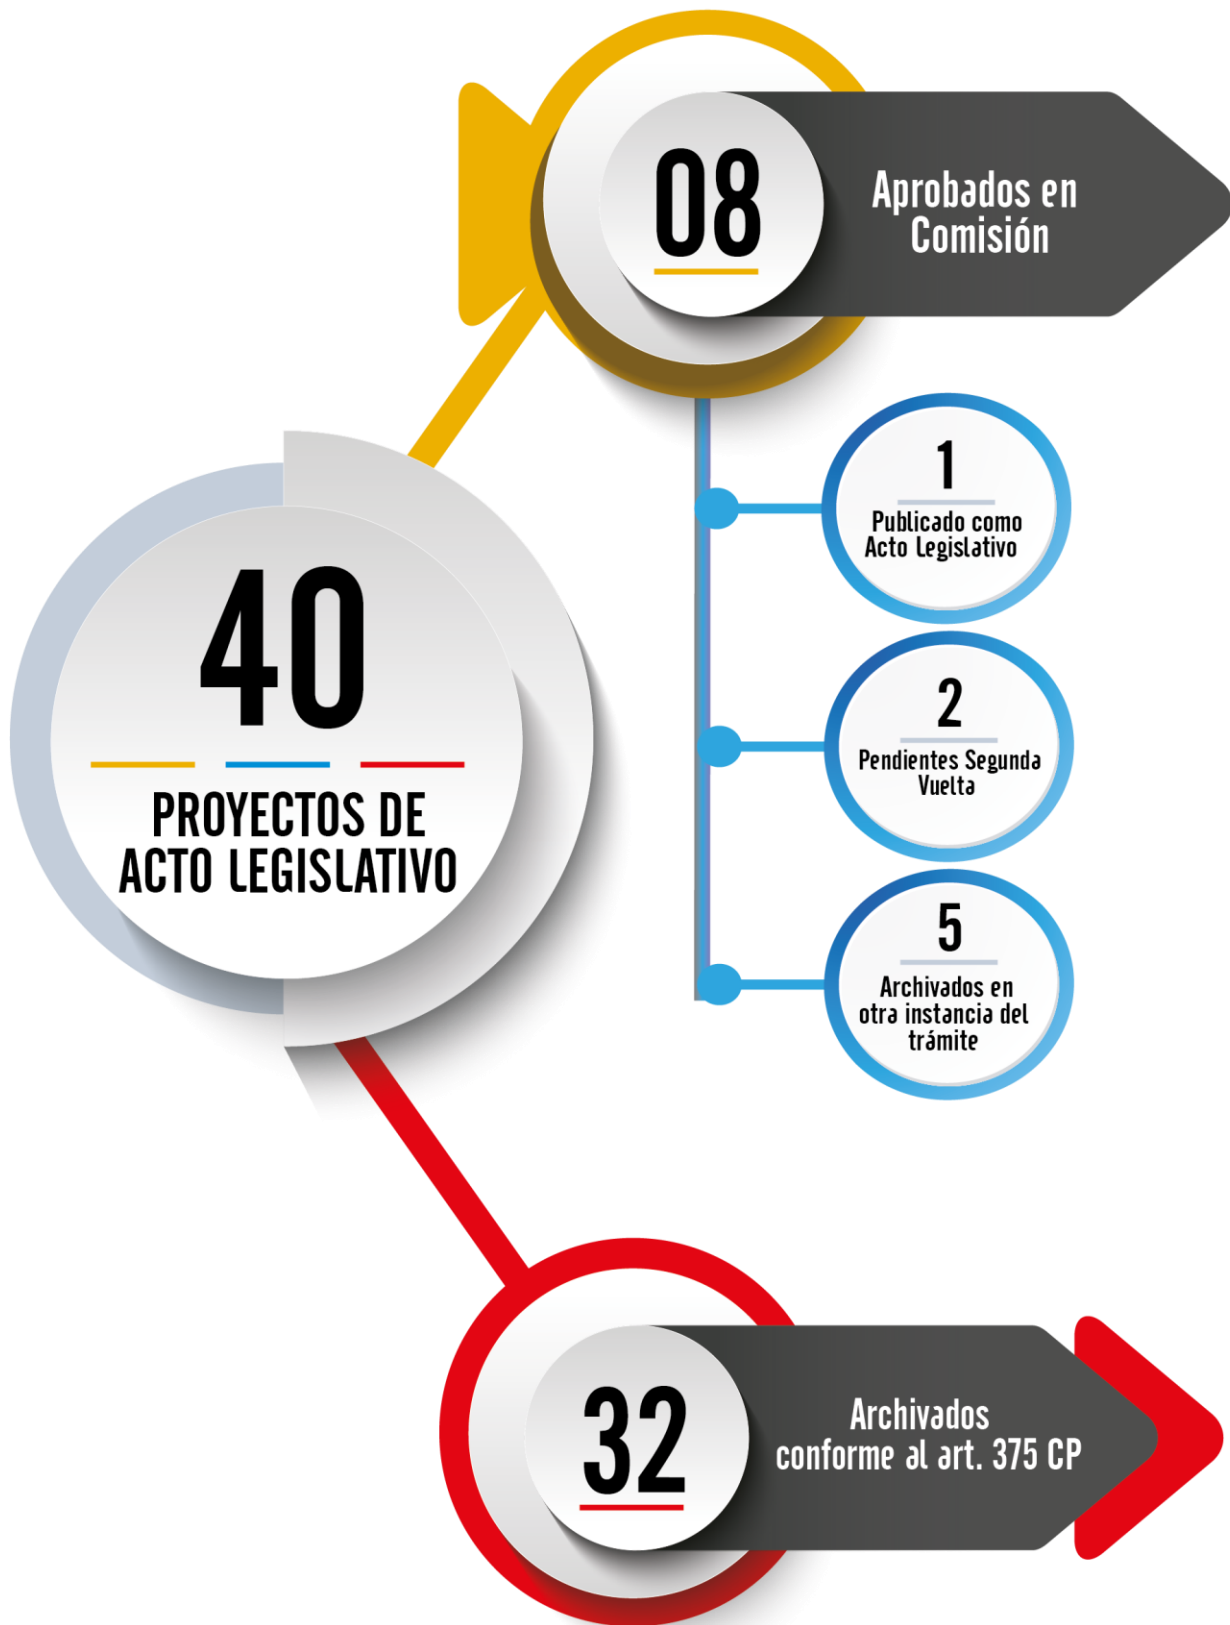 08
Aprobados en
Comisión
1
Publicado como
Acto Legislativo
2
Pendientes Segunda
Vuelta
5
Archivados en
otra instancia del
trámite
40
PROYECTOS DE
ACTO LEGISLATIVO
32
Archivados
conforme al art. 375 CP